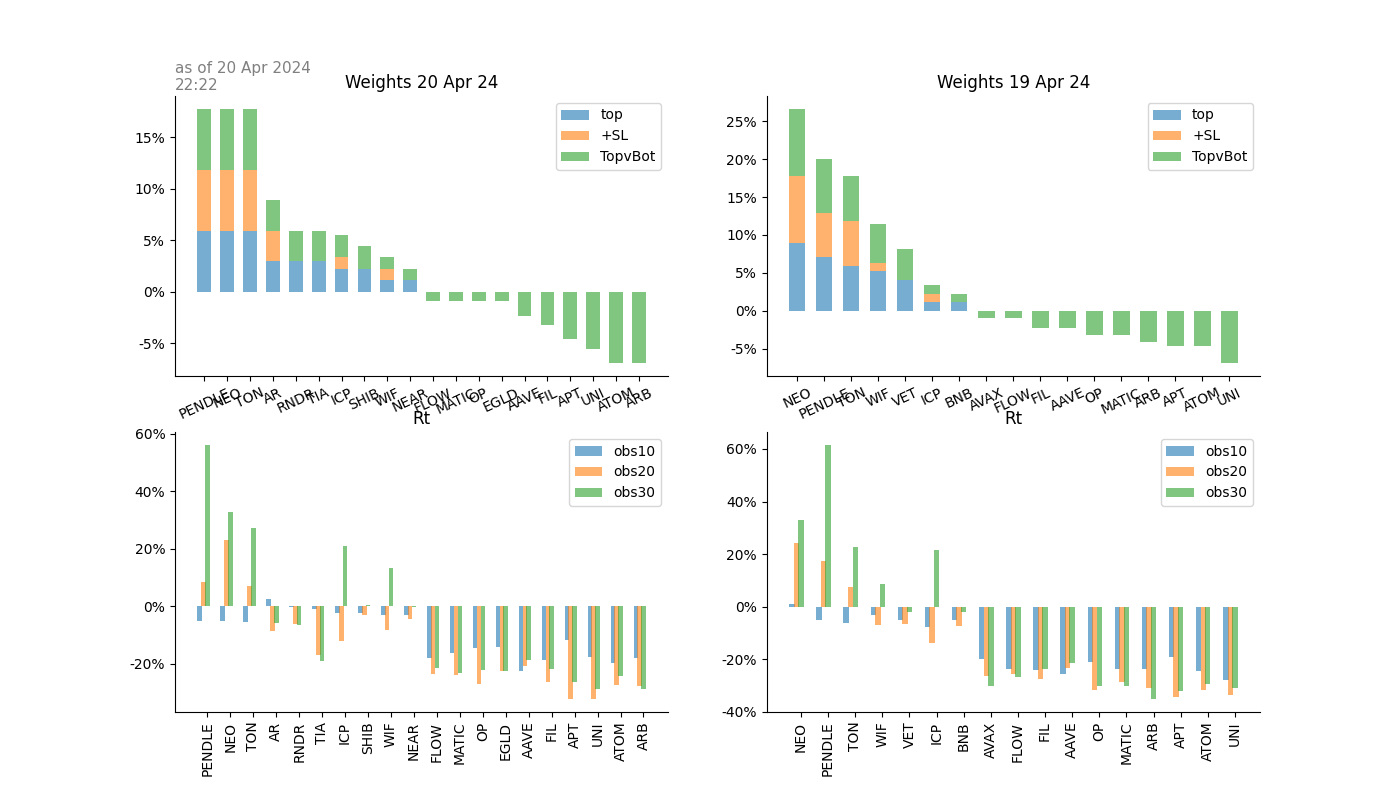 as of 20 Apr 2024
22:22
Weights 20 Apr 24
top
+SL
TopvBot
15%
10%
5%
0%
-5%
PENDLE NEO TON AR RNDR TIA ICP SHIB WIF NEAR FLOW MATIC OP EGLD AAVE FIL APT UNI ATOM ARB
Weights 19 Apr 24
top
+SL
TopvBot
25%
20%
15%
10%
5%
0%
-5%
NEO PENDLE TON WIF VET ICP BNB AVAX FLOW FIL AAVE OP MATIC ARB APT ATOM UNI
Rt
obs10
obs20
obs30
60%
40%
20%
0%
-20%
PENDLE NEO TON AR RNDR TIA ICP SHIB WIF NEAR FLOW MATIC OP EGLD AAVE FIL APT UNI ATOM ARB
Rt
obs10
obs20
obs30
60%
40%
20%
0%
-20%
-40%
NEO PENDLE TON WIF VET ICP BNB AVAX FLOW FIL AAVE OP MATIC ARB APT ATOM UNI